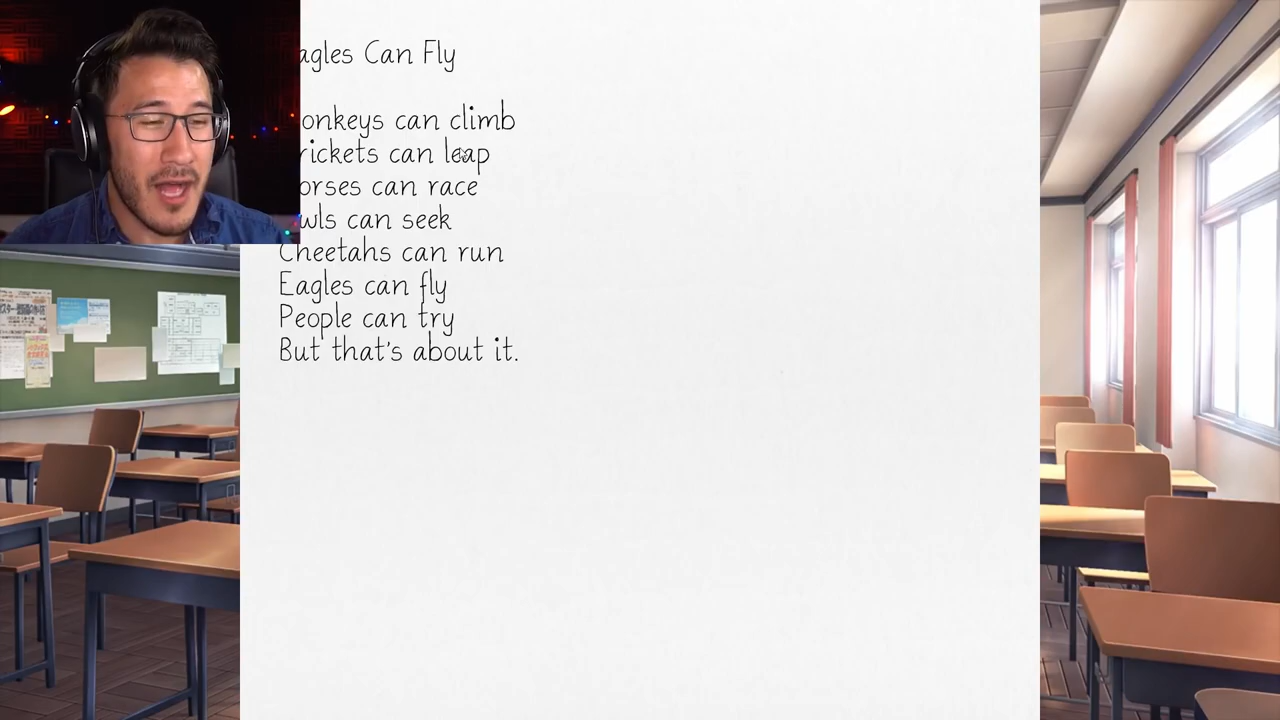 agles Can Fly
onkeys can climb
rickets can leap
orses can race
wls can seek
Cheetahs can run
Eagles can fly
People can try
But that's about it.